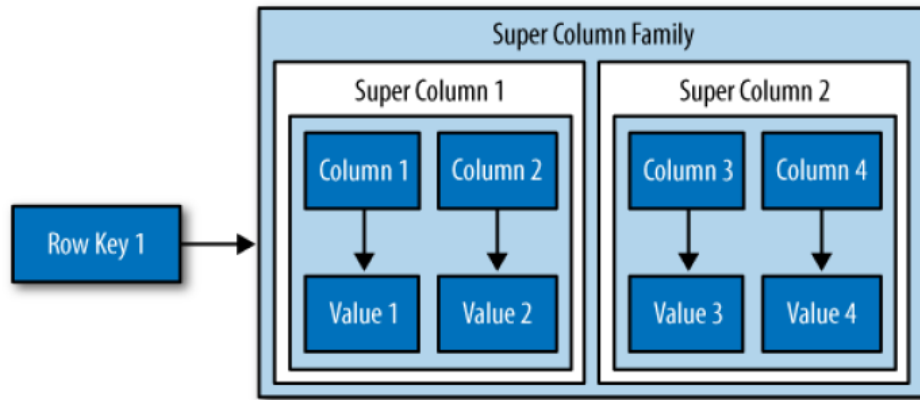 Super Column Family
Super Column 1
Super Column 2
Column 1
Column 2
Column 3
Column 4
Row Key 1
Value 1
Value 2
Value 3
Value 4